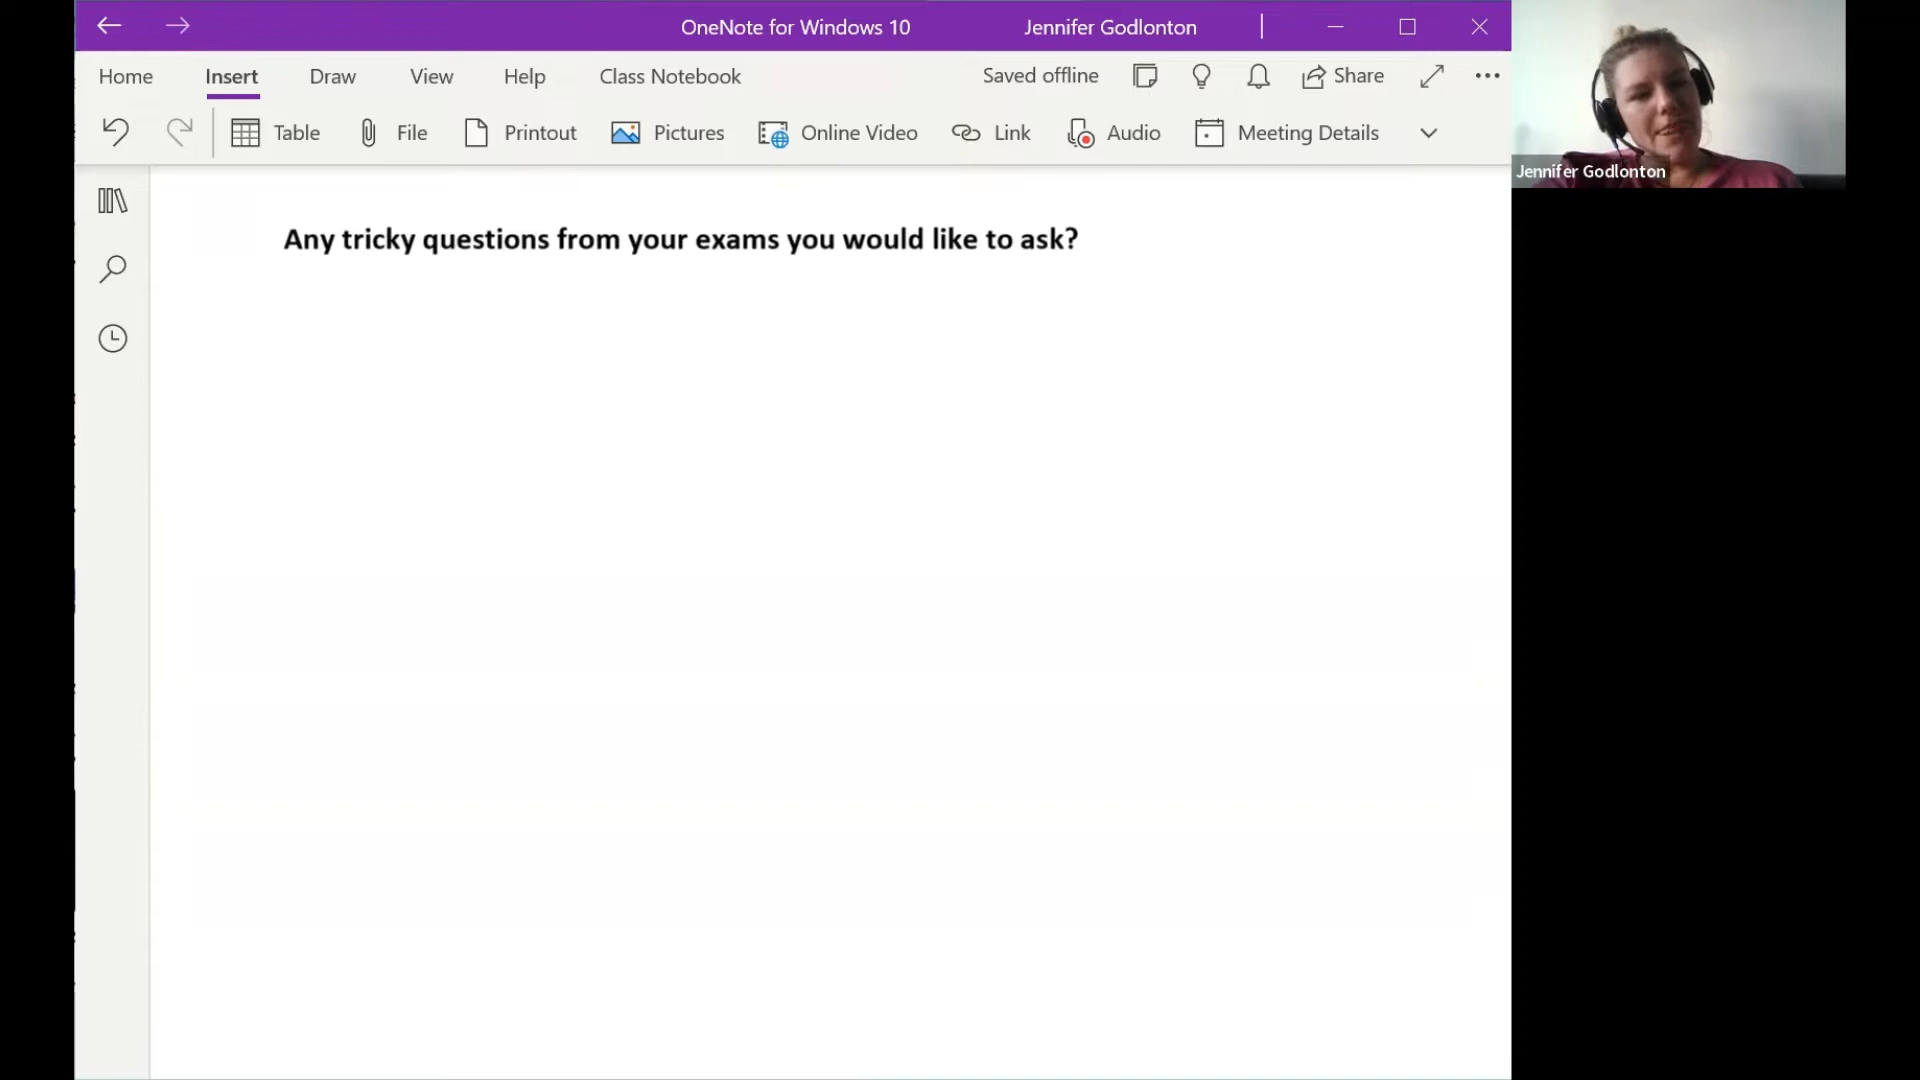 OneNote for Windows 10 Jennifer Godlonton
Home Insert Draw View Help Class Notebook Saved offline Share
Table File Printout Pictures Online Video Link Audio Meeting Details
Jennifer Godlonton
Any tricky questions from your exams you would like to ask?